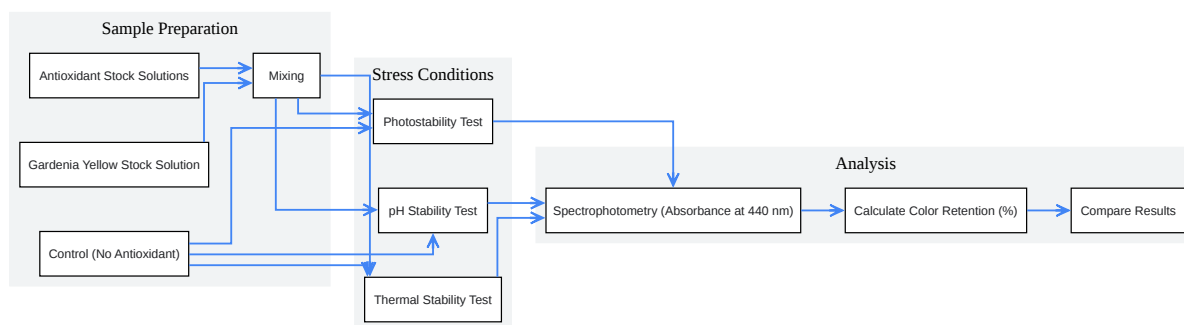 Sample Preparation
Antioxidant Stock Solutions
Mixing
Gardenia Yellow Stock Solution
Control (No Antioxidant)
Stress Conditions
Photostability Test
pH Stability Test
Thermal Stability Test
Analysis
Spectrophotometry (Absorbance at 440 nm)
Calculate Color Retention (%)
Compare Results